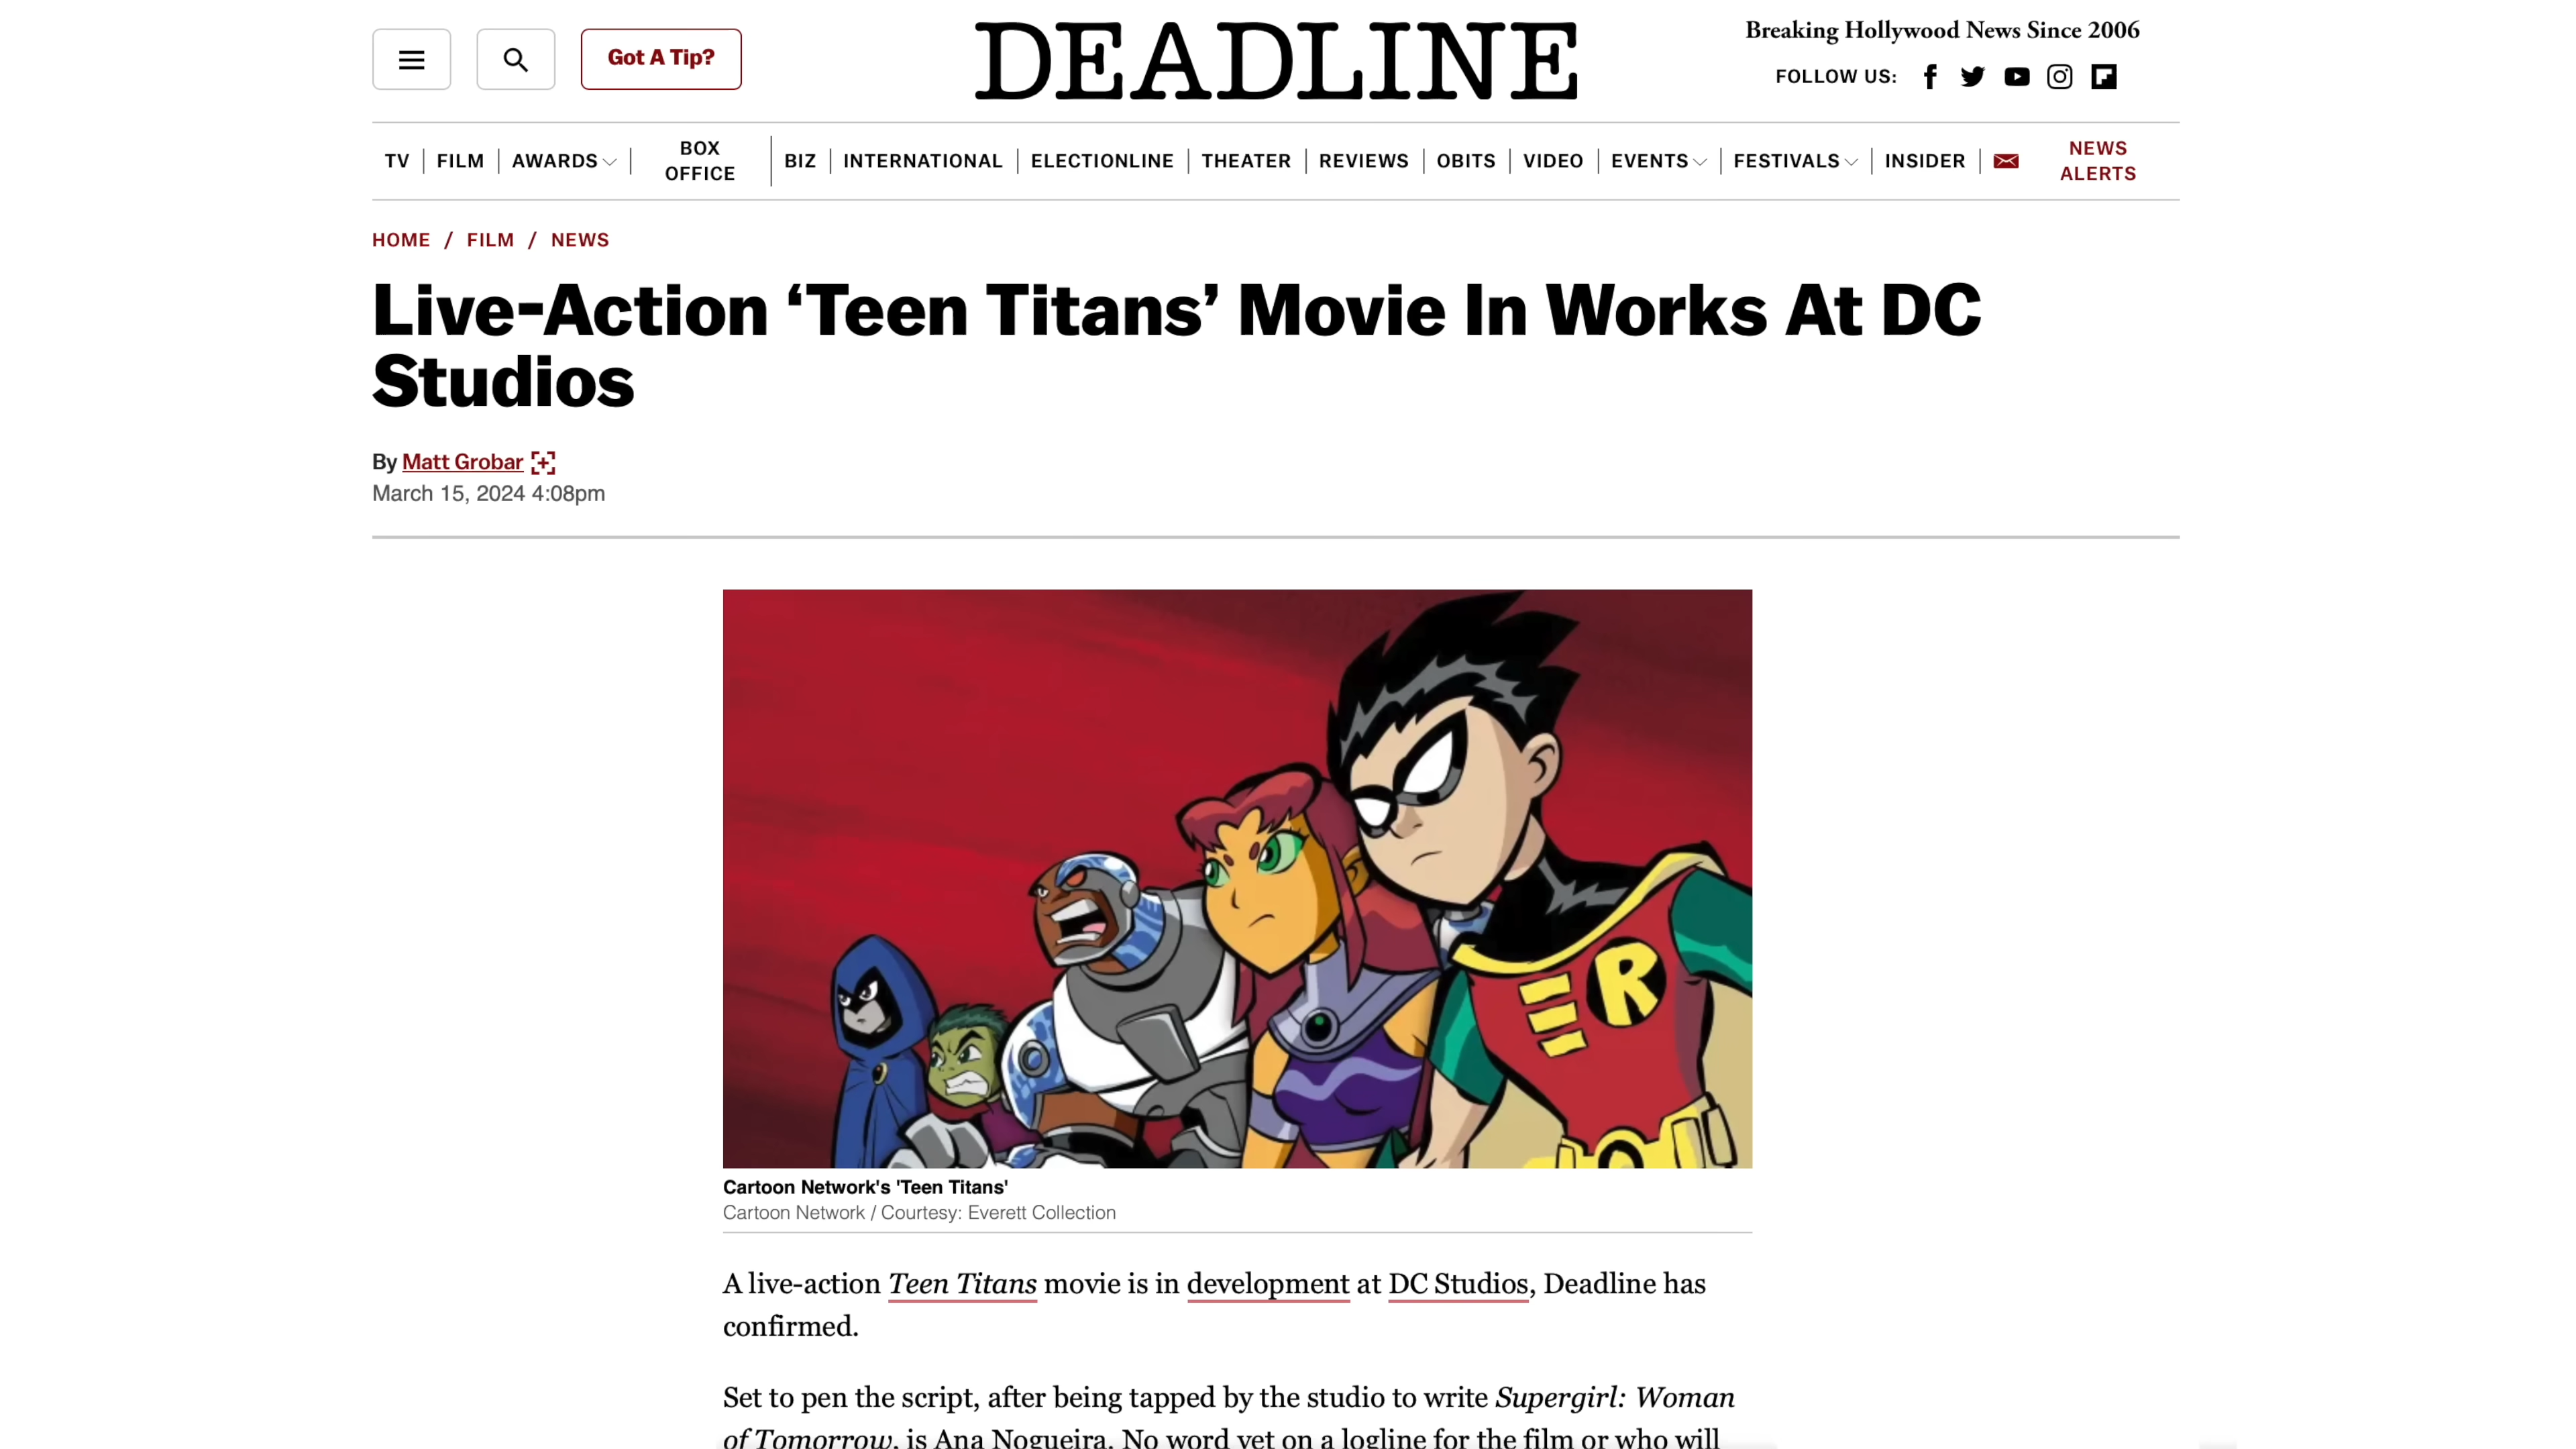 Got A Tip?
DEADLINE
Breaking Hollywood News Since 2006
FOLLOW US:
TV
FILM
AWARDS
BOX
OFFICE
BIZ
INTERNATIONAL
ELECTIONLINE
THEATER
REVIEWS
OBITS
VIDEO
EVENTS
FESTIVALS
INSIDER
NEWS
ALERTS
HOME / FILM / NEWS
Live-Action ‘Teen Titans’ Movie In Works At DC
Studios
By Matt Grobar
March 15, 2024 4:08pm
R
Cartoon Network's 'Teen Titans'
Cartoon Network / Courtesy: Everett Collection
A live-action Teen Titans movie is in development at DC Studios, Deadline has
confirmed.
Set to pen the script, after being tapped by the studio to write Supergirl: Woman
of Tomorrow, is Ana Nogueira. No word yet on a logline for the film or who will